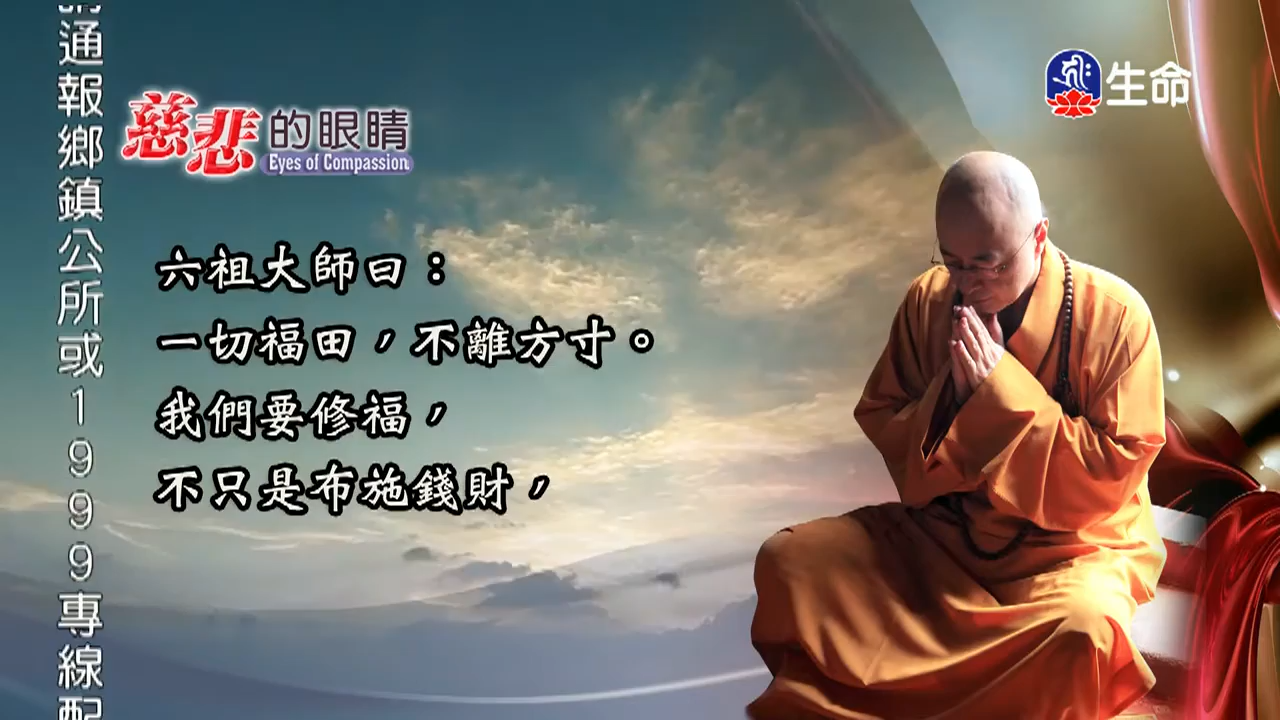 通報鄉鎮公所或1999專線配
慈悲的眼睛
Eyes of Compassion
生命
六祖大師曰：
一切福田，不離方寸。
我們要修福，
不只是布施錢財，